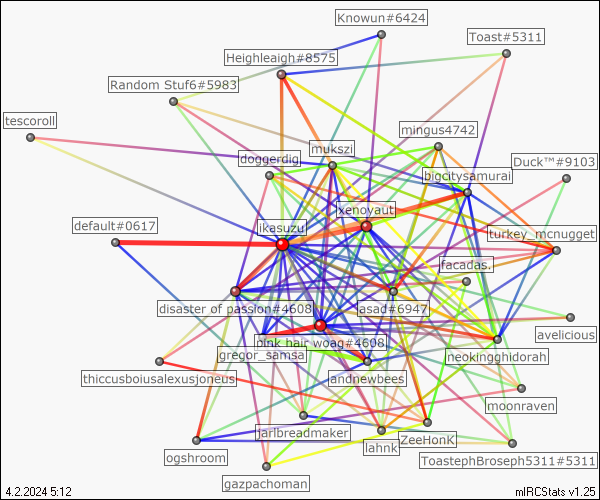 Knowun#6424
Toast#5311
Heighleaigh#8575
Random Stuf6#5983
tescoroll
mingus4742
mukszi
doggerdig
Duck™#9103
bigcitysamurai
xenoyaut
default#0617
ikasuzu
turkey_mcnugget
facadas.
disaster of passion#4608
asad#6947
avelicious
pink hair woag#4608
gregor_samsa
neokingghidorah
thiccusboiusalexusjoneus
andnewbees
moonraven
jarlbreadmaker
ZeeHonk
lahnk
ogshroom
ToastephBroseph5311#5311
gazpachoman
4.2.2024 5:12
mIRCStats v1.25